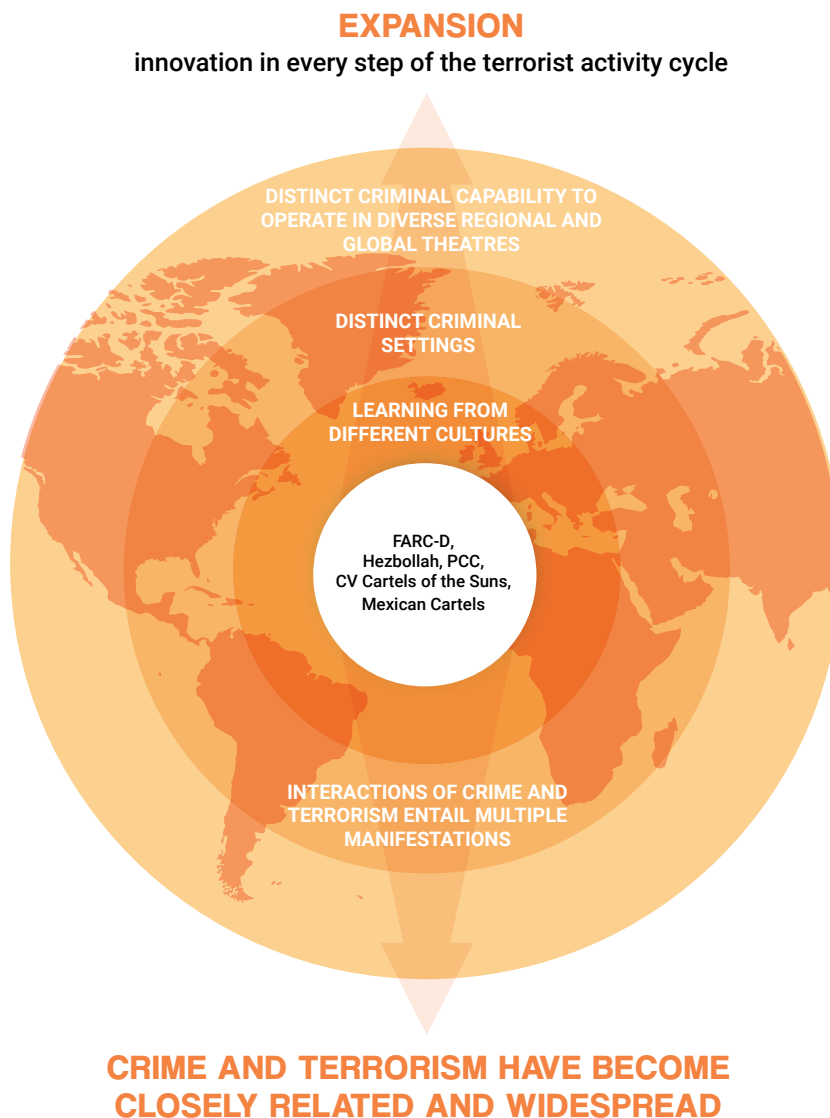 EXPANSION
innovation in every step of the terrorist activity cycle
DISTINCT CRIMINAL CAPABILITY TO
OPERATE IN DIVERSE REGIONAL AND
GLOBAL THEATRES
DISTINCT CRIMINAL
SETTINGS
LEARNING FROM
DIFFERENT CULTURES
FARC-D,
Hezbollah, PCC,
CV Cartels of the Suns,
Mexican Cartels
INTERACTIONS OF CRIME AND
TERRORISM ENTAIL MULTIPLE
MANIFESTATIONS
CRIME AND TERRORISM HAVE BECOME
CLOSELY RELATED AND WIDESPREAD